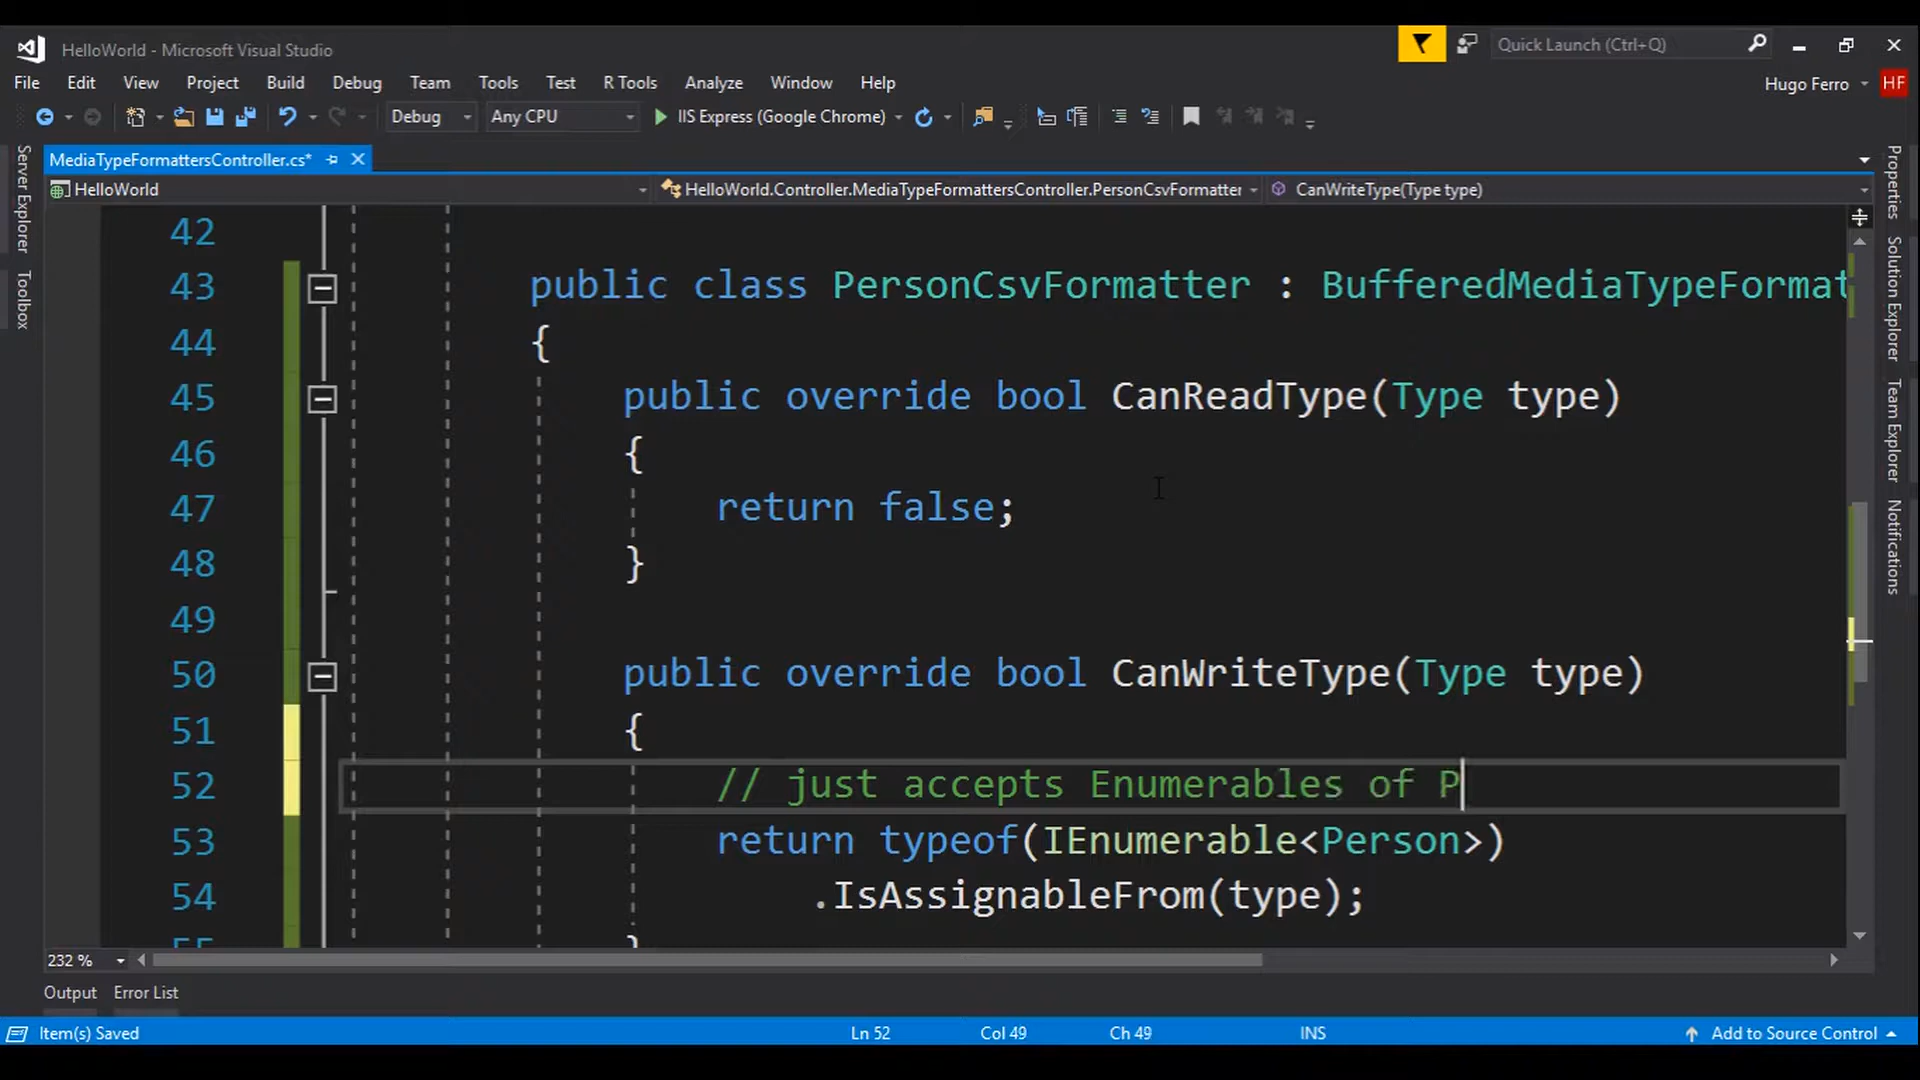 HelloWorld - Microsoft Visual Studio
Quick Launch (Ctrl+Q)
File Edit View Project Build Debug Team Tools Test R Tools Analyze Window Help
Hugo Ferro HF
Debug Any CPU IIS Express (Google Chrome)
MediaTypeFormattersController.cs*
HelloWorld HelloWorld.Controller.MediaTypeFormattersController.PersonCsvFormatter CanWriteType(Type type)
Server Explorer
Toolbox
Properties
Solution Explorer
Team Explorer
Notifications
42
43 public class PersonCsvFormatter : BufferedMediaTypeFormat
44 {
45 public override bool CanReadType(Type type)
46 {
47 return false;
48 }
49
50 public override bool CanWriteType(Type type)
51 {
52 // just accepts Enumerables of P
53 return typeof(IEnumerable<Person>)
54 .IsAssignableFrom(type);
55 }
232 %
Output Error List
Item(s) Saved Ln 52 Col 49 Ch 49 INS Add to Source Control